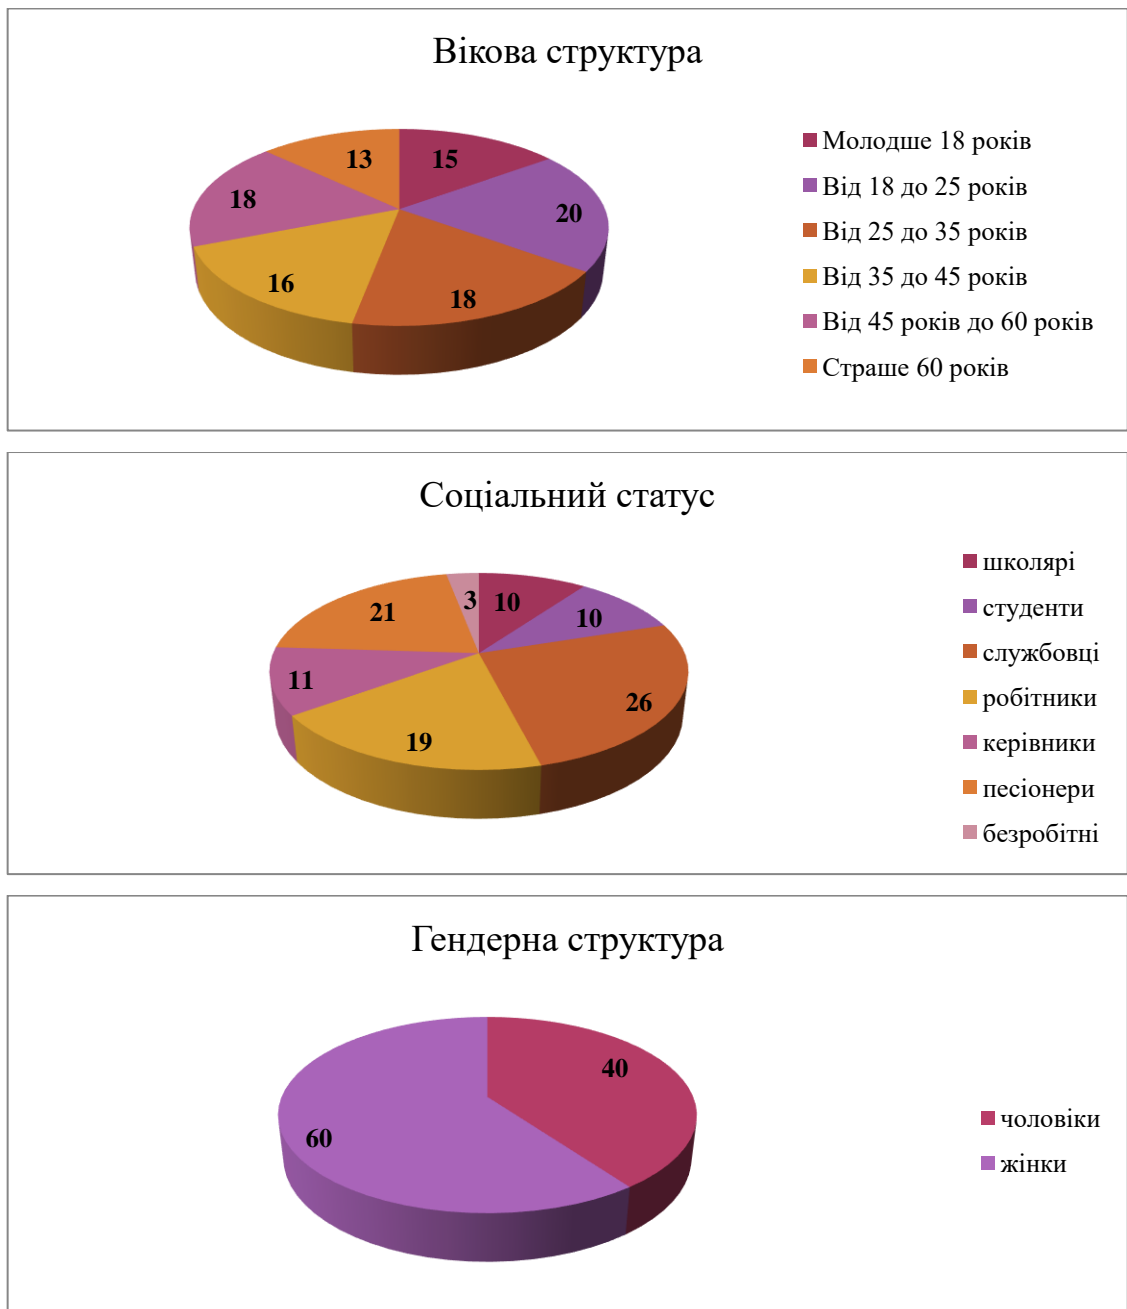 Вікова структура
13
15
18
20
16
18
Молодше 18 років
Від 18 до 25 років
Від 25 до 35 років
Від 35 до 45 років
Від 45 років до 60 років
Страше 60 років
Соціальний статус
3
10
21
10
11
26
19
школярі
студенти
службовці
робітники
керівники
песіонери
безробітні
Гендерна структура
40
60
чоловіки
жінки